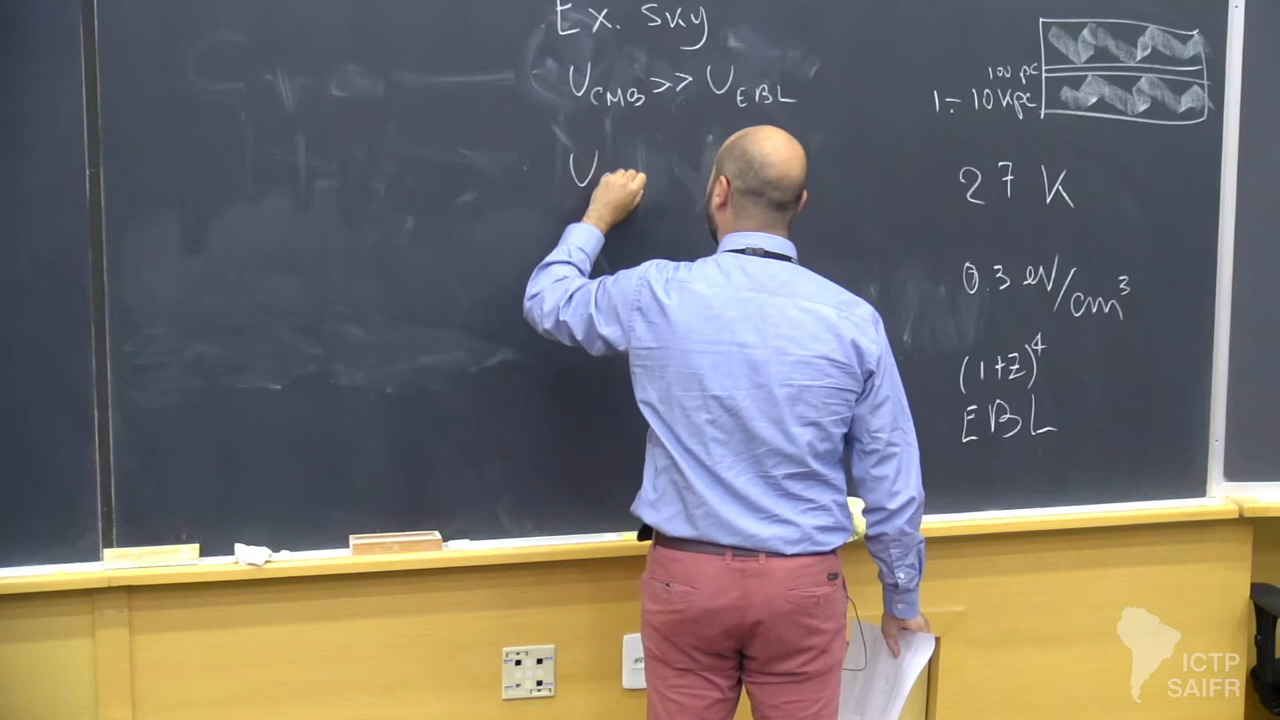 Ex. Sky
U_CMB >> U_EBL
U
100 pc
1 ÷ 10 Kpc
2.7 K
0.3 eV/cm³
(1+z)⁴
EBL
ICTP
SAIFR